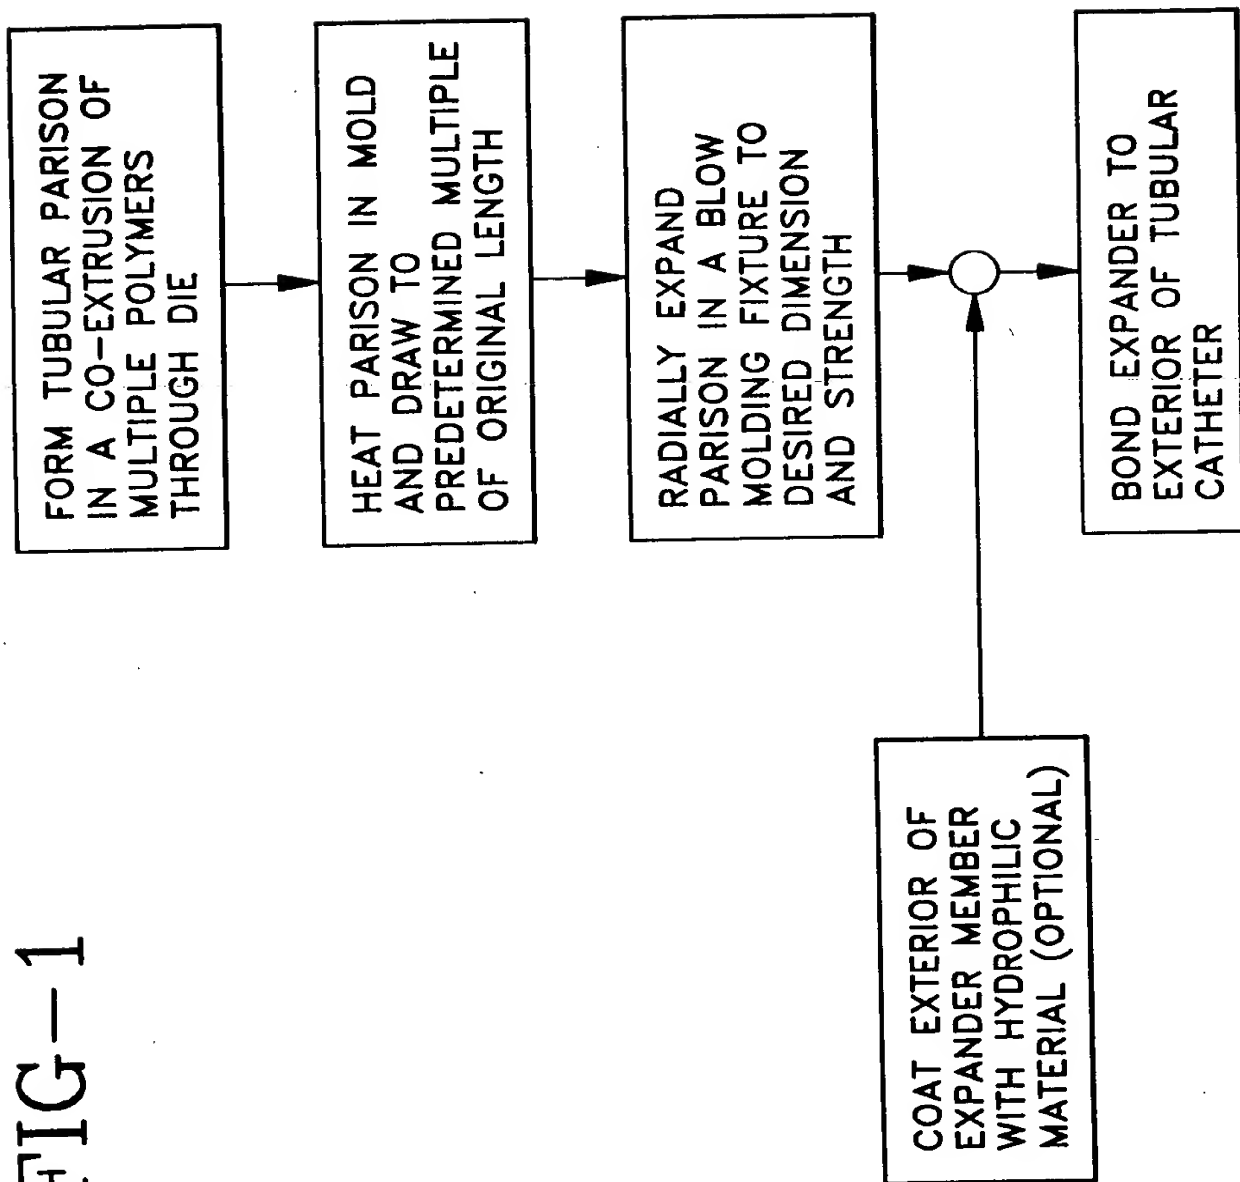 FIG-1
FORM TUBULAR PARISON
IN A CO-EXTRUSION OF
MULTIPLE POLYMERS
THROUGH DIE
HEAT PARISON IN MOLD
AND DRAW TO
PREDETERMINED MULTIPLE
OF ORIGINAL LENGTH
RADIALLY EXPAND
PARISON IN A BLOW
MOLDING FIXTURE TO
DESIRED DIMENSION
AND STRENGTH
COAT EXTERIOR OF
EXPANDER MEMBER
WITH HYDROPHILIC
MATERIAL (OPTIONAL)
BOND EXPANDER TO
EXTERIOR OF TUBULAR
CATHETER